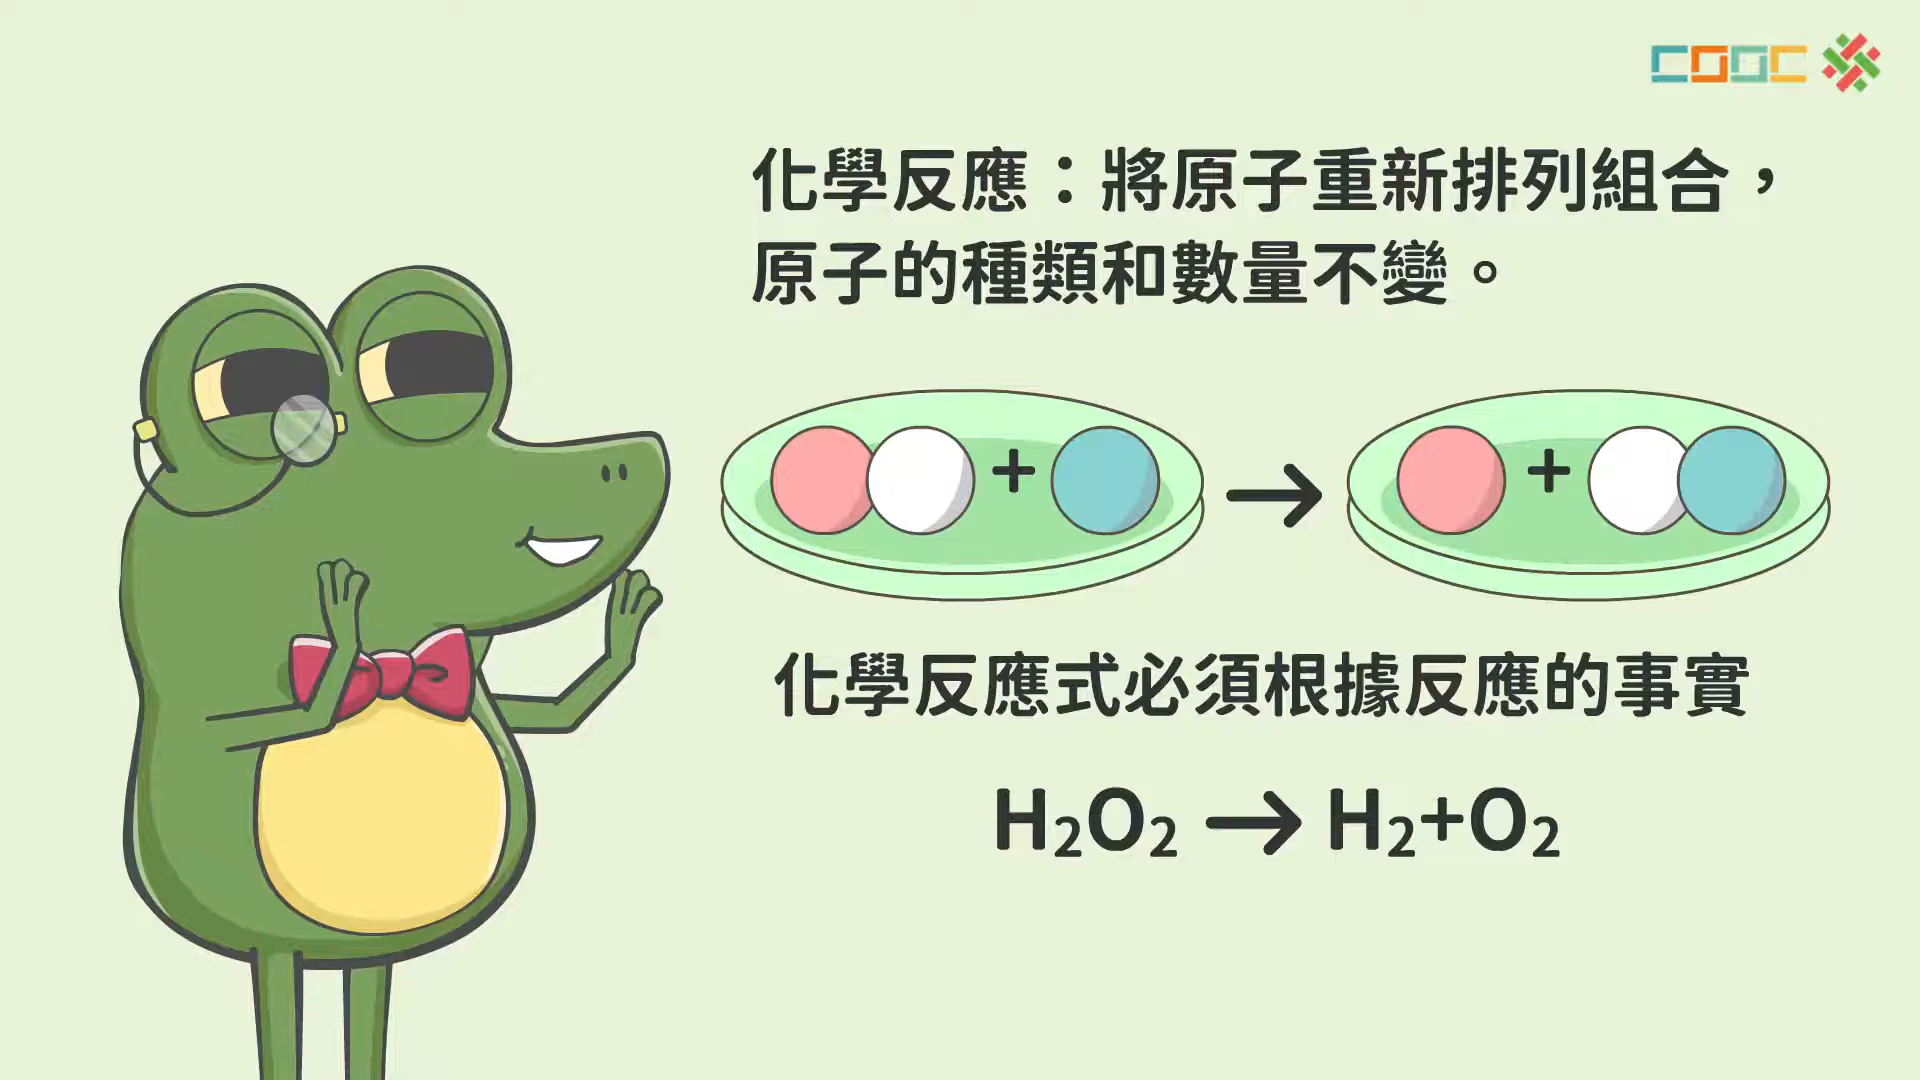 COOC
化學反應：將原子重新排列組合，
原子的種類和數量不變。
+ → +
化學反應式必須根據反應的事實
H₂O₂ → H₂+O₂